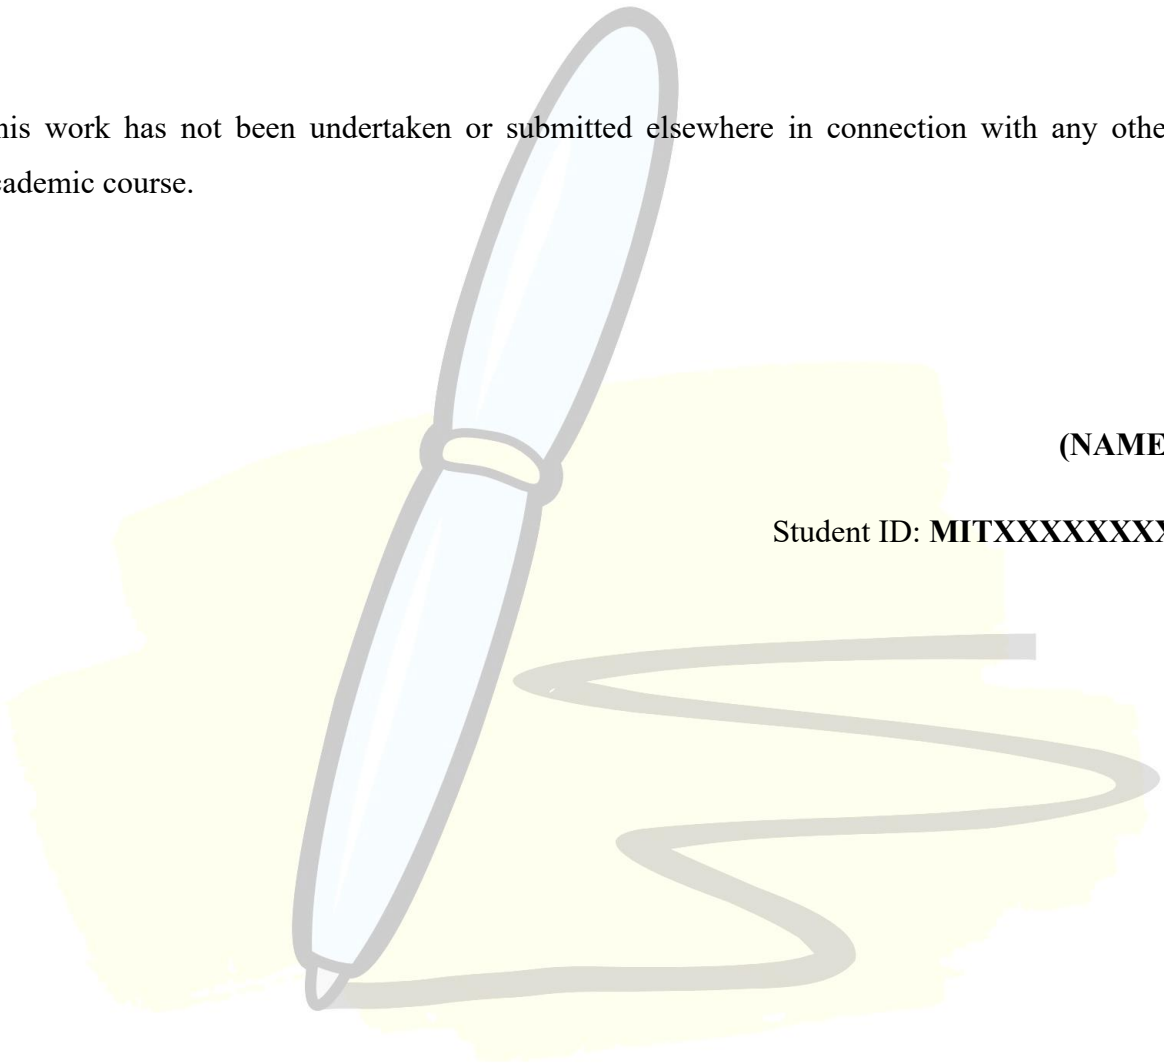 his work has not been undertaken or submitted elsewhere in connection with any othe
cademic course.
(NAME
Student ID: MITXXXXXXXX